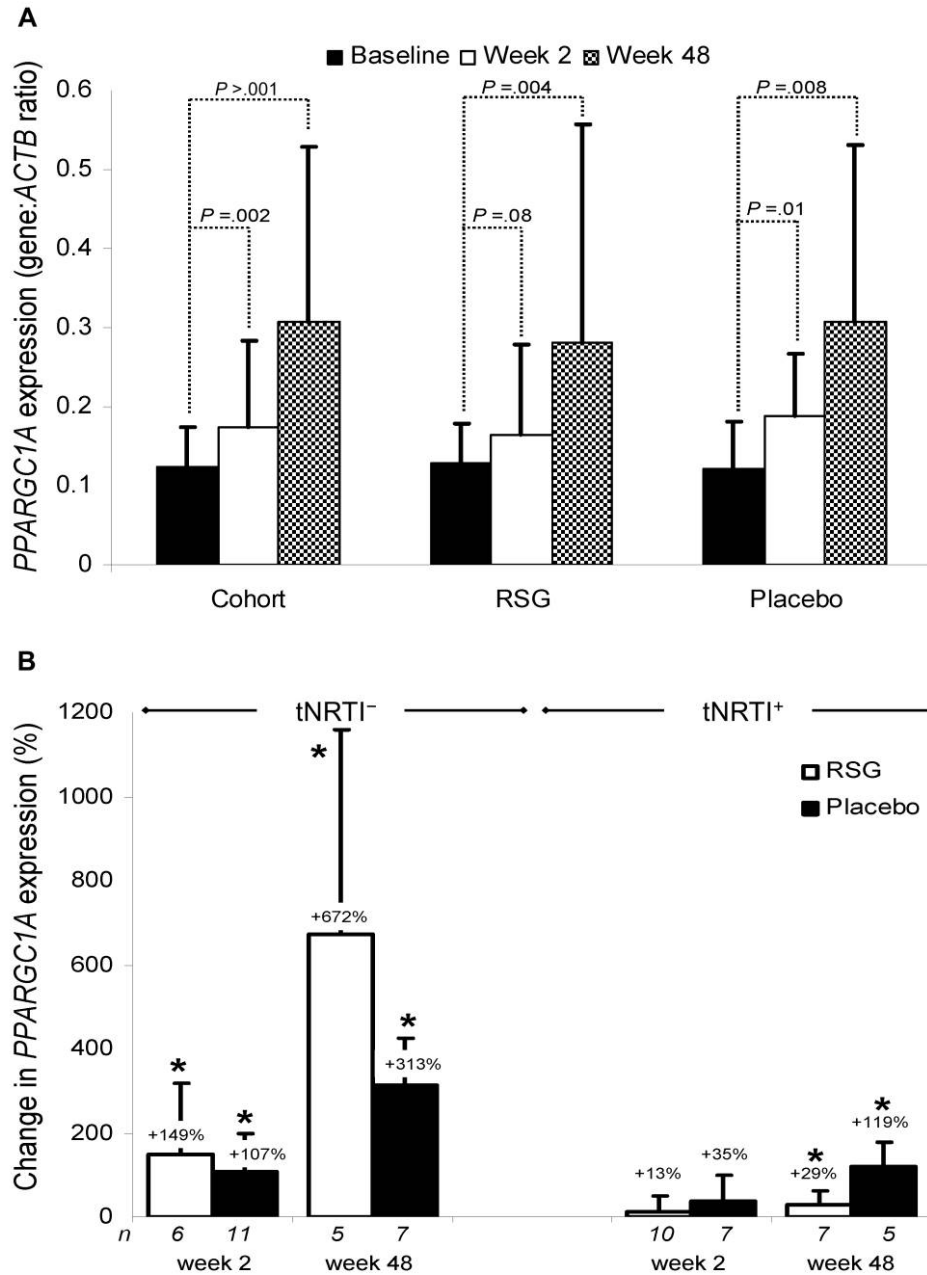 A
Baseline Week 2 Week 48
PPARGC1A expression (gene:ACTB ratio)
0.6
0.5
0.4
0.3
0.2
0.1
0
P >.001
P =.002
P =.004
P =.08
P =.008
P =.01
Cohort RSG Placebo
B
Change in PPARGC1A expression (%)
1200
1000
800
600
400
200
0
tNRTI⁻ tNRTI⁺
RSG
Placebo
*
+672%
*
+313%
*
+149%
*
+107%
+13%
+35%
*
+29%
*
+119%
n 6 11 5 7 10 7 7 5
week 2 week 48 week 2 week 48